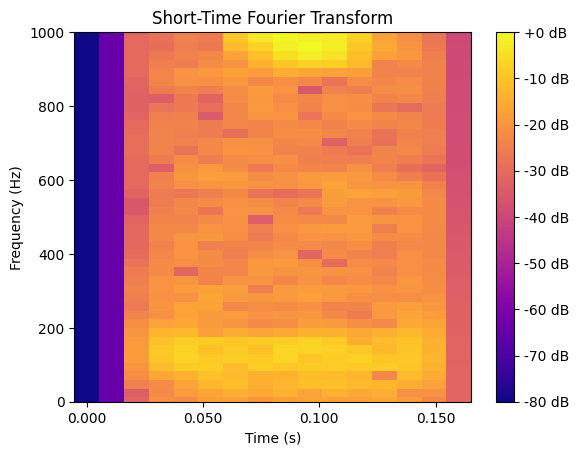 Short-Time Fourier Transform
1000
800
600
400
200
0
Frequency (Hz)
0.000
0.050
0.100
0.150
Time (s)
+0 dB
-10 dB
-20 dB
-30 dB
-40 dB
-50 dB
-60 dB
-70 dB
-80 dB